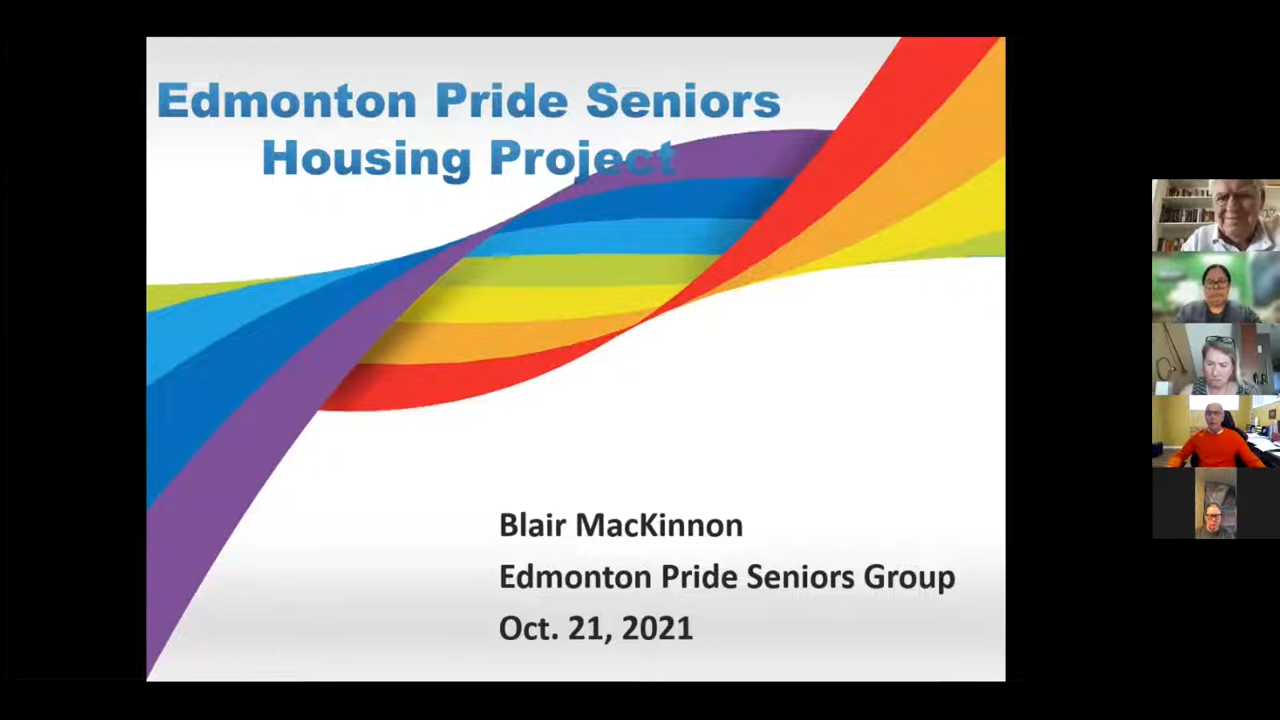 Edmonton Pride Seniors
Housing Project
Blair MacKinnon
Edmonton Pride Seniors Group
Oct. 21, 2021